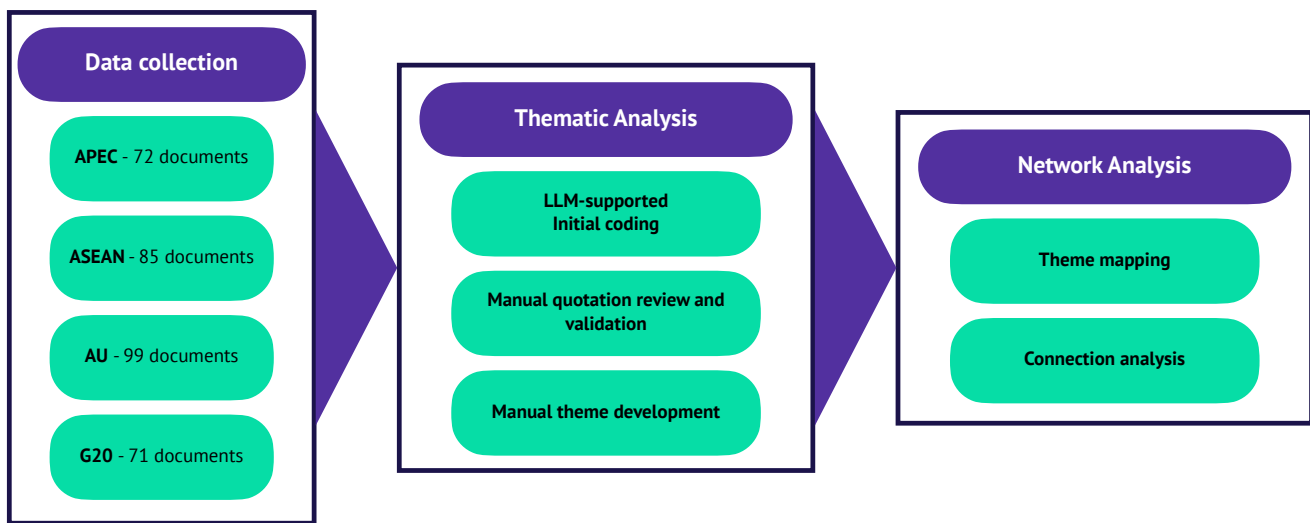 Data collection
APEC - 72 documents
ASEAN - 85 documents
AU - 99 documents
G20 - 71 documents
Thematic Analysis
LLM-supported
Initial coding
Manual quotation review and
validation
Manual theme development
Network Analysis
Theme mapping
Connection analysis